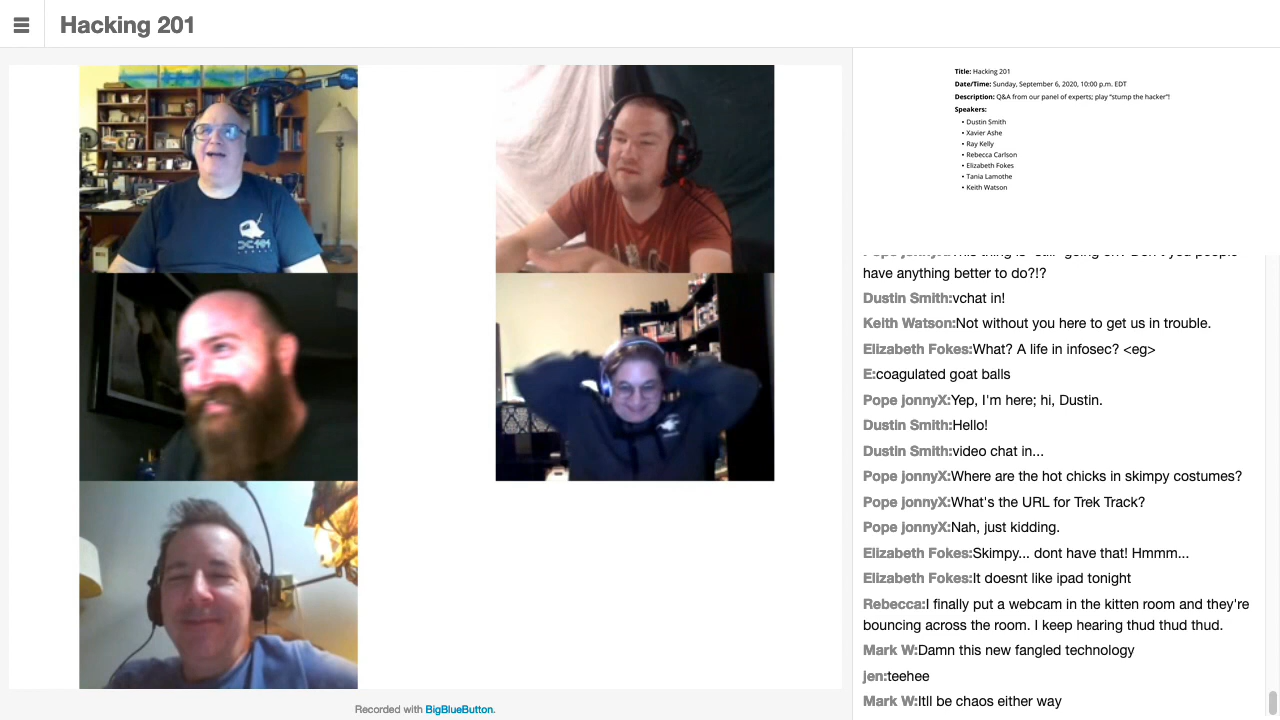 Hacking 201
Title: Hacking 201
Date/Time: Sunday, September 6, 2020, 10:00 p.m. EDT
Description: Q&A from our panel of experts; play "stump the hacker"!
Speakers:
• Dustin Smith
• Xavier Ashe
• Ray Kelly
• Rebecca Carlson
• Elizabeth Fokes
• Tania Lamothe
• Keith Watson
have anything better to do?!?
Dustin Smith:vchat in!
Keith Watson:Not without you here to get us in trouble.
Elizabeth Fokes:What? A life in infosec? <eg>
E:coagulated goat balls
Pope jonnyX:Yep, I'm here; hi, Dustin.
Dustin Smith:Hello!
Dustin Smith:video chat in...
Pope jonnyX:Where are the hot chicks in skimpy costumes?
Pope jonnyX:What's the URL for Trek Track?
Pope jonnyX:Nah, just kidding.
Elizabeth Fokes:Skimpy... dont have that! Hmmm...
Elizabeth Fokes:It doesnt like ipad tonight
Rebecca:I finally put a webcam in the kitten room and they're
bouncing across the room. I keep hearing thud thud thud.
Mark W:Damn this new fangled technology
jen:teehee
Mark W:Itll be chaos either way
Recorded with BigBlueButton.